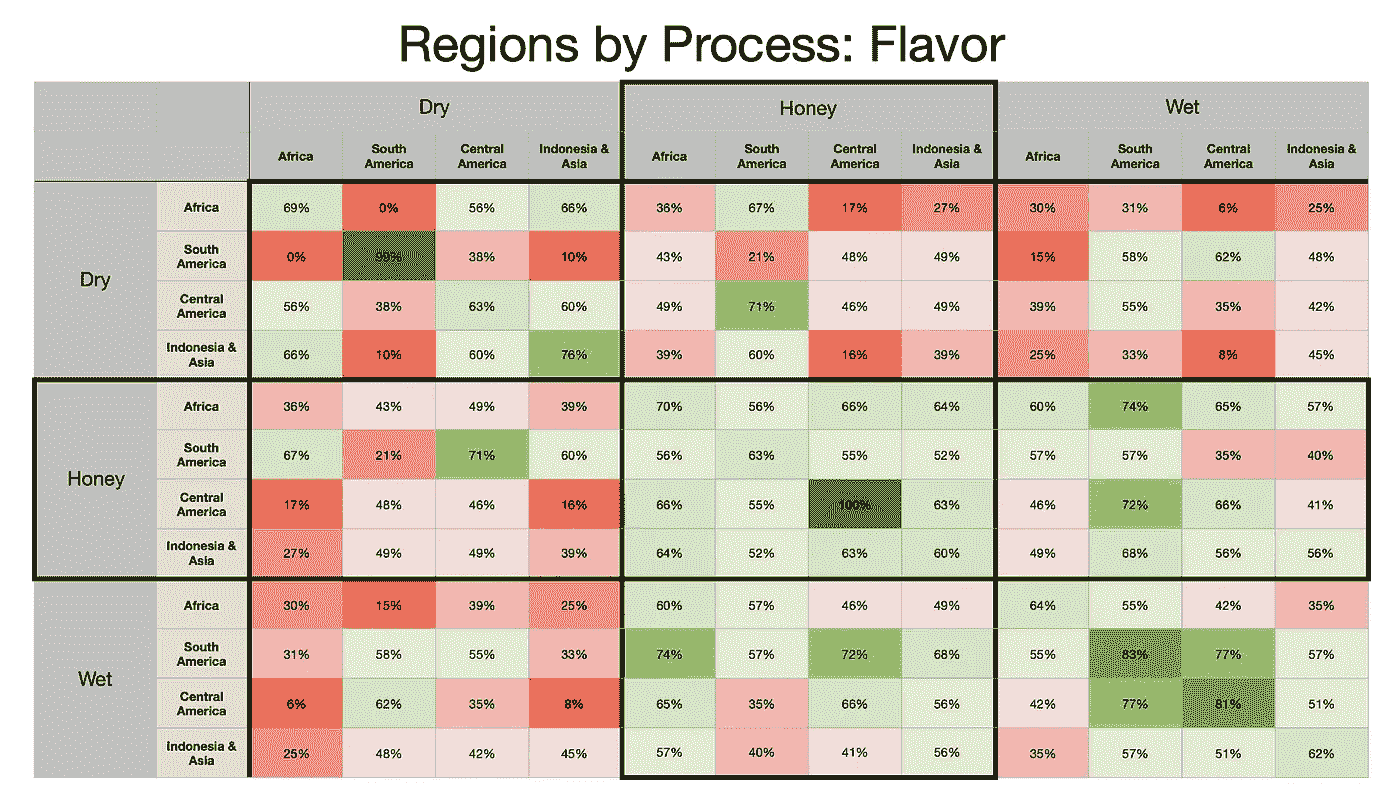 Regions by Process: Flavor
Dry Honey Wet
Africa South America Central America Indonesia & Asia Africa South America Central America Indonesia & Asia Africa South America Central America Indonesia & Asia
Dry
Africa 69% 0% 56% 66% 36% 67% 17% 27% 30% 31% 6% 25%
South America 0% 99% 38% 10% 43% 21% 48% 49% 15% 58% 62% 48%
Central America 56% 38% 63% 60% 49% 71% 46% 49% 39% 55% 35% 42%
Indonesia & Asia 66% 10% 60% 76% 39% 60% 16% 39% 25% 33% 8% 45%
Honey
Africa 36% 43% 49% 39% 70% 56% 66% 64% 60% 74% 65% 57%
South America 67% 21% 71% 60% 56% 63% 55% 52% 57% 57% 35% 40%
Central America 17% 48% 46% 16% 66% 55% 100% 63% 46% 72% 66% 41%
Indonesia & Asia 27% 49% 49% 39% 64% 52% 63% 60% 49% 68% 56% 56%
Wet
Africa 30% 15% 39% 25% 60% 57% 46% 49% 64% 55% 42% 35%
South America 31% 58% 55% 33% 74% 57% 72% 68% 55% 83% 77% 57%
Central America 6% 62% 35% 8% 65% 35% 66% 56% 42% 77% 81% 51%
Indonesia & Asia 25% 48% 42% 45% 57% 40% 41% 56% 35% 57% 51% 62%